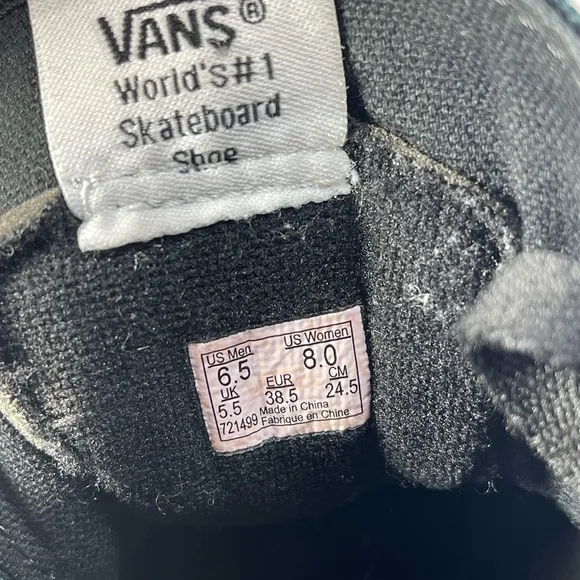 VANS®
World's #1
Skateboard
Shoe
US Men US Women
6.5 8.0
UK EUR CM
5.5 38.5 24.5
721499 Made in China
Fabriqué en Chine